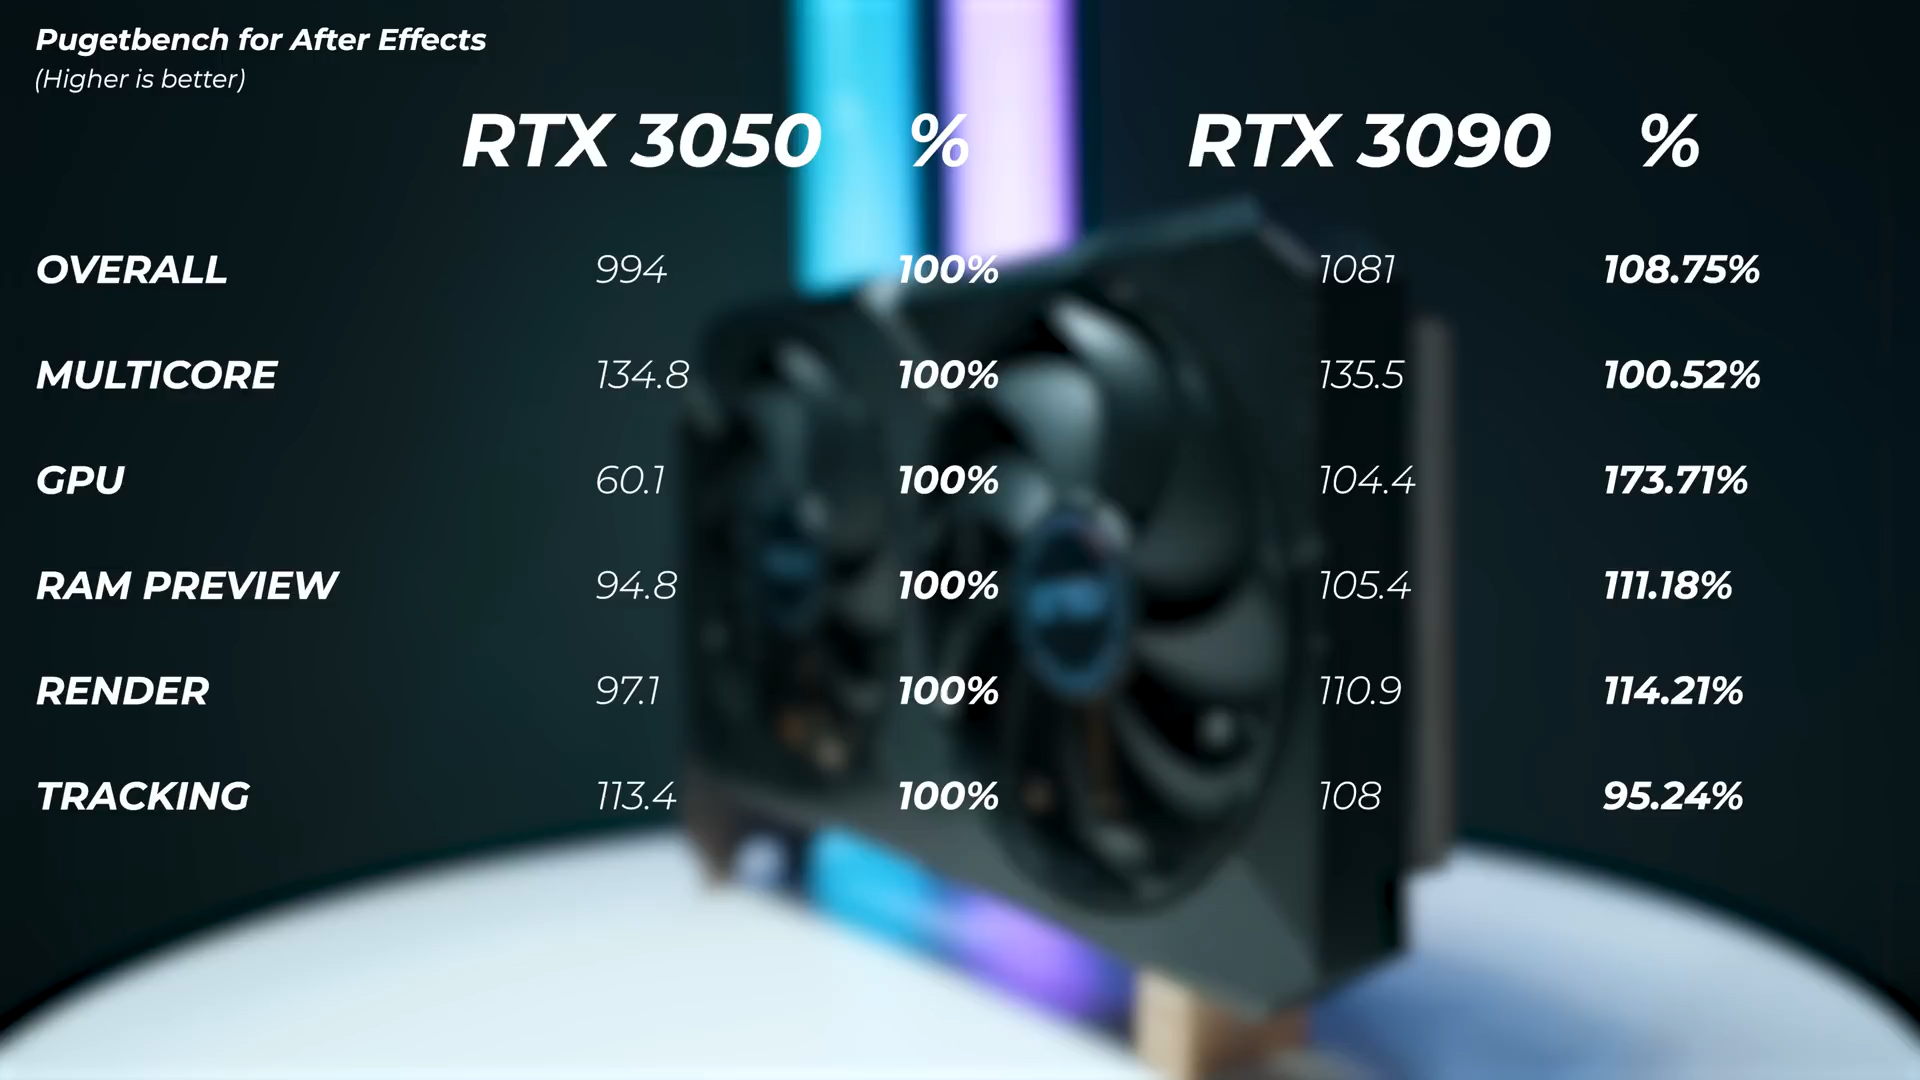 Pugetbench for After Effects
(Higher is better)
RTX 3050 % RTX 3090 %
OVERALL 994 100% 1081 108.75%
MULTICORE 134.8 100% 135.5 100.52%
GPU 60.1 100% 104.4 173.71%
RAM PREVIEW 94.8 100% 105.4 111.18%
RENDER 97.1 100% 110.9 114.21%
TRACKING 113.4 100% 108 95.24%